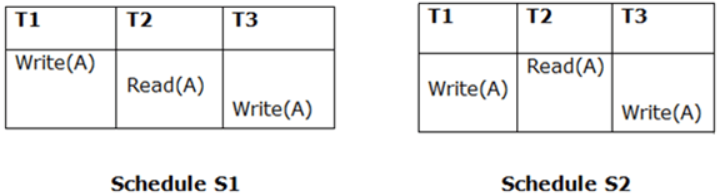 T1 T2 T3
Write(A)
Read(A)
Write(A)
Schedule S1
T1 T2 T3
Read(A)
Write(A)
Write(A)
Schedule S2